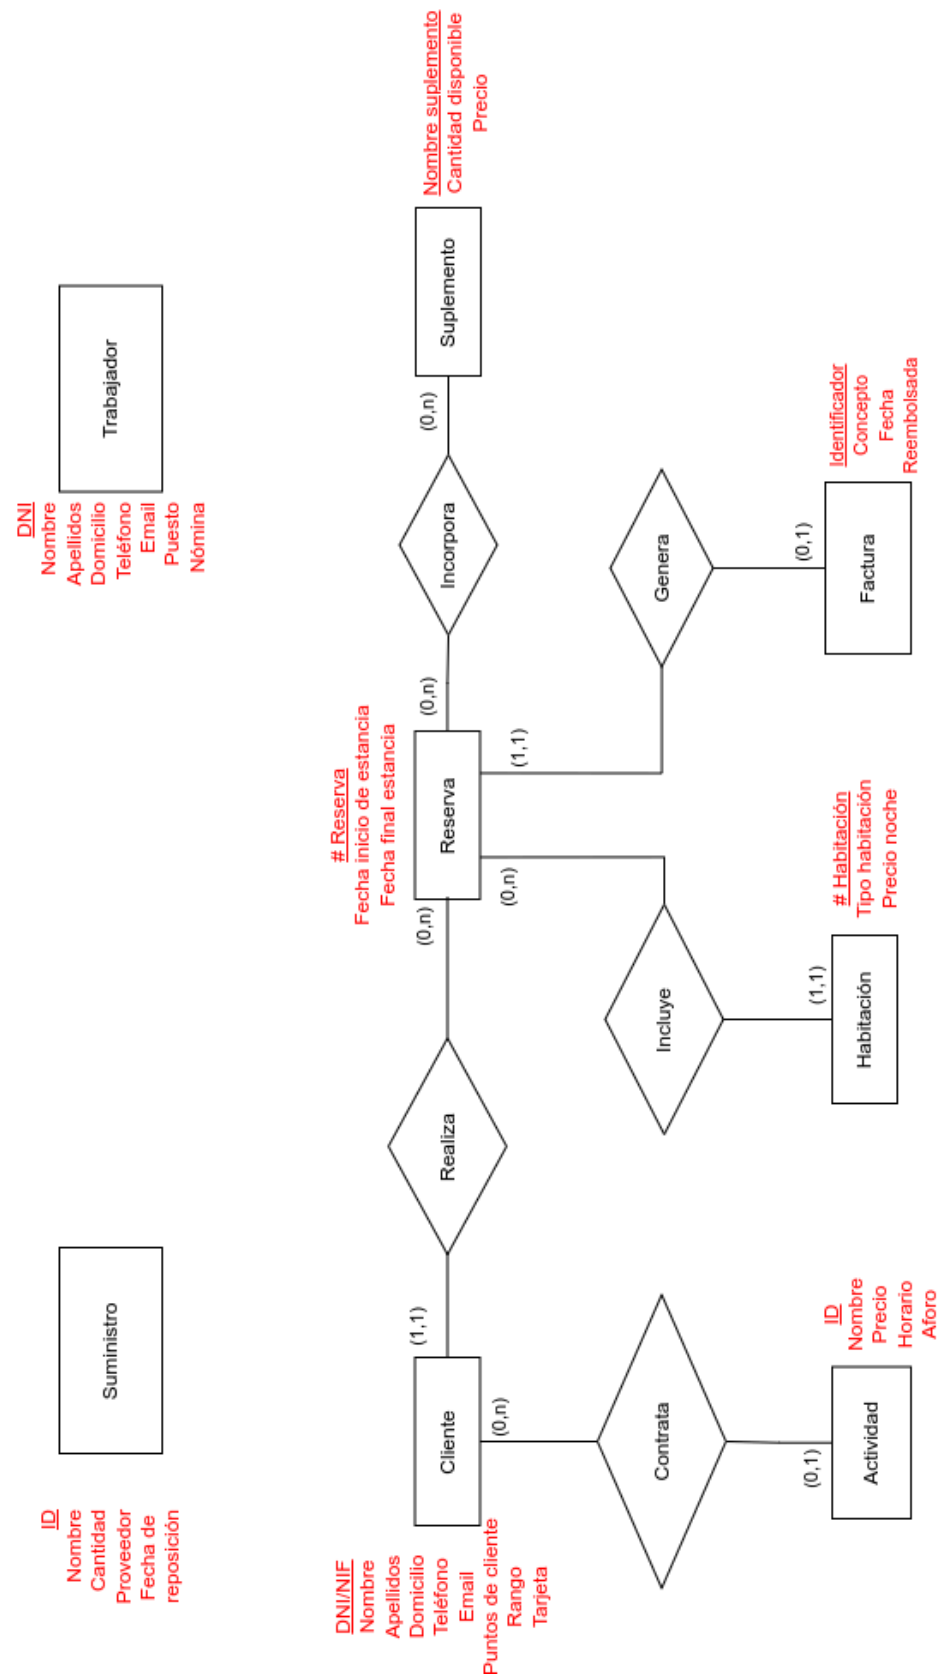 ID
Nombre
Cantidad
Proveedor
Fecha de
reposición
Suministro
DNI
Nombre
Apellidos
Domicilio
Teléfono
Email
Puesto
Nómina
Trabajador
DNI/NIF
Nombre
Apellidos
Domicilio
Teléfono
Email
Puntos de cliente
Rango
Tarjeta
Cliente
(1,1)
Realiza
(0,n)
# Reserva
Fecha inicio de estancia
Fecha final estancia
Reserva
(0,n)
Incorpora
(0,n)
Suplemento
Nombre suplemento
Cantidad disponible
Precio
(0,n)
(0,n)
(1,1)
Contrata
Incluye
Genera
(0,1)
(1,1)
(0,1)
Actividad
ID
Nombre
Precio
Horario
Aforo
Habitación
# Habitación
Tipo habitación
Precio noche
Factura
Identificador
Concepto
Fecha
Reembolsada